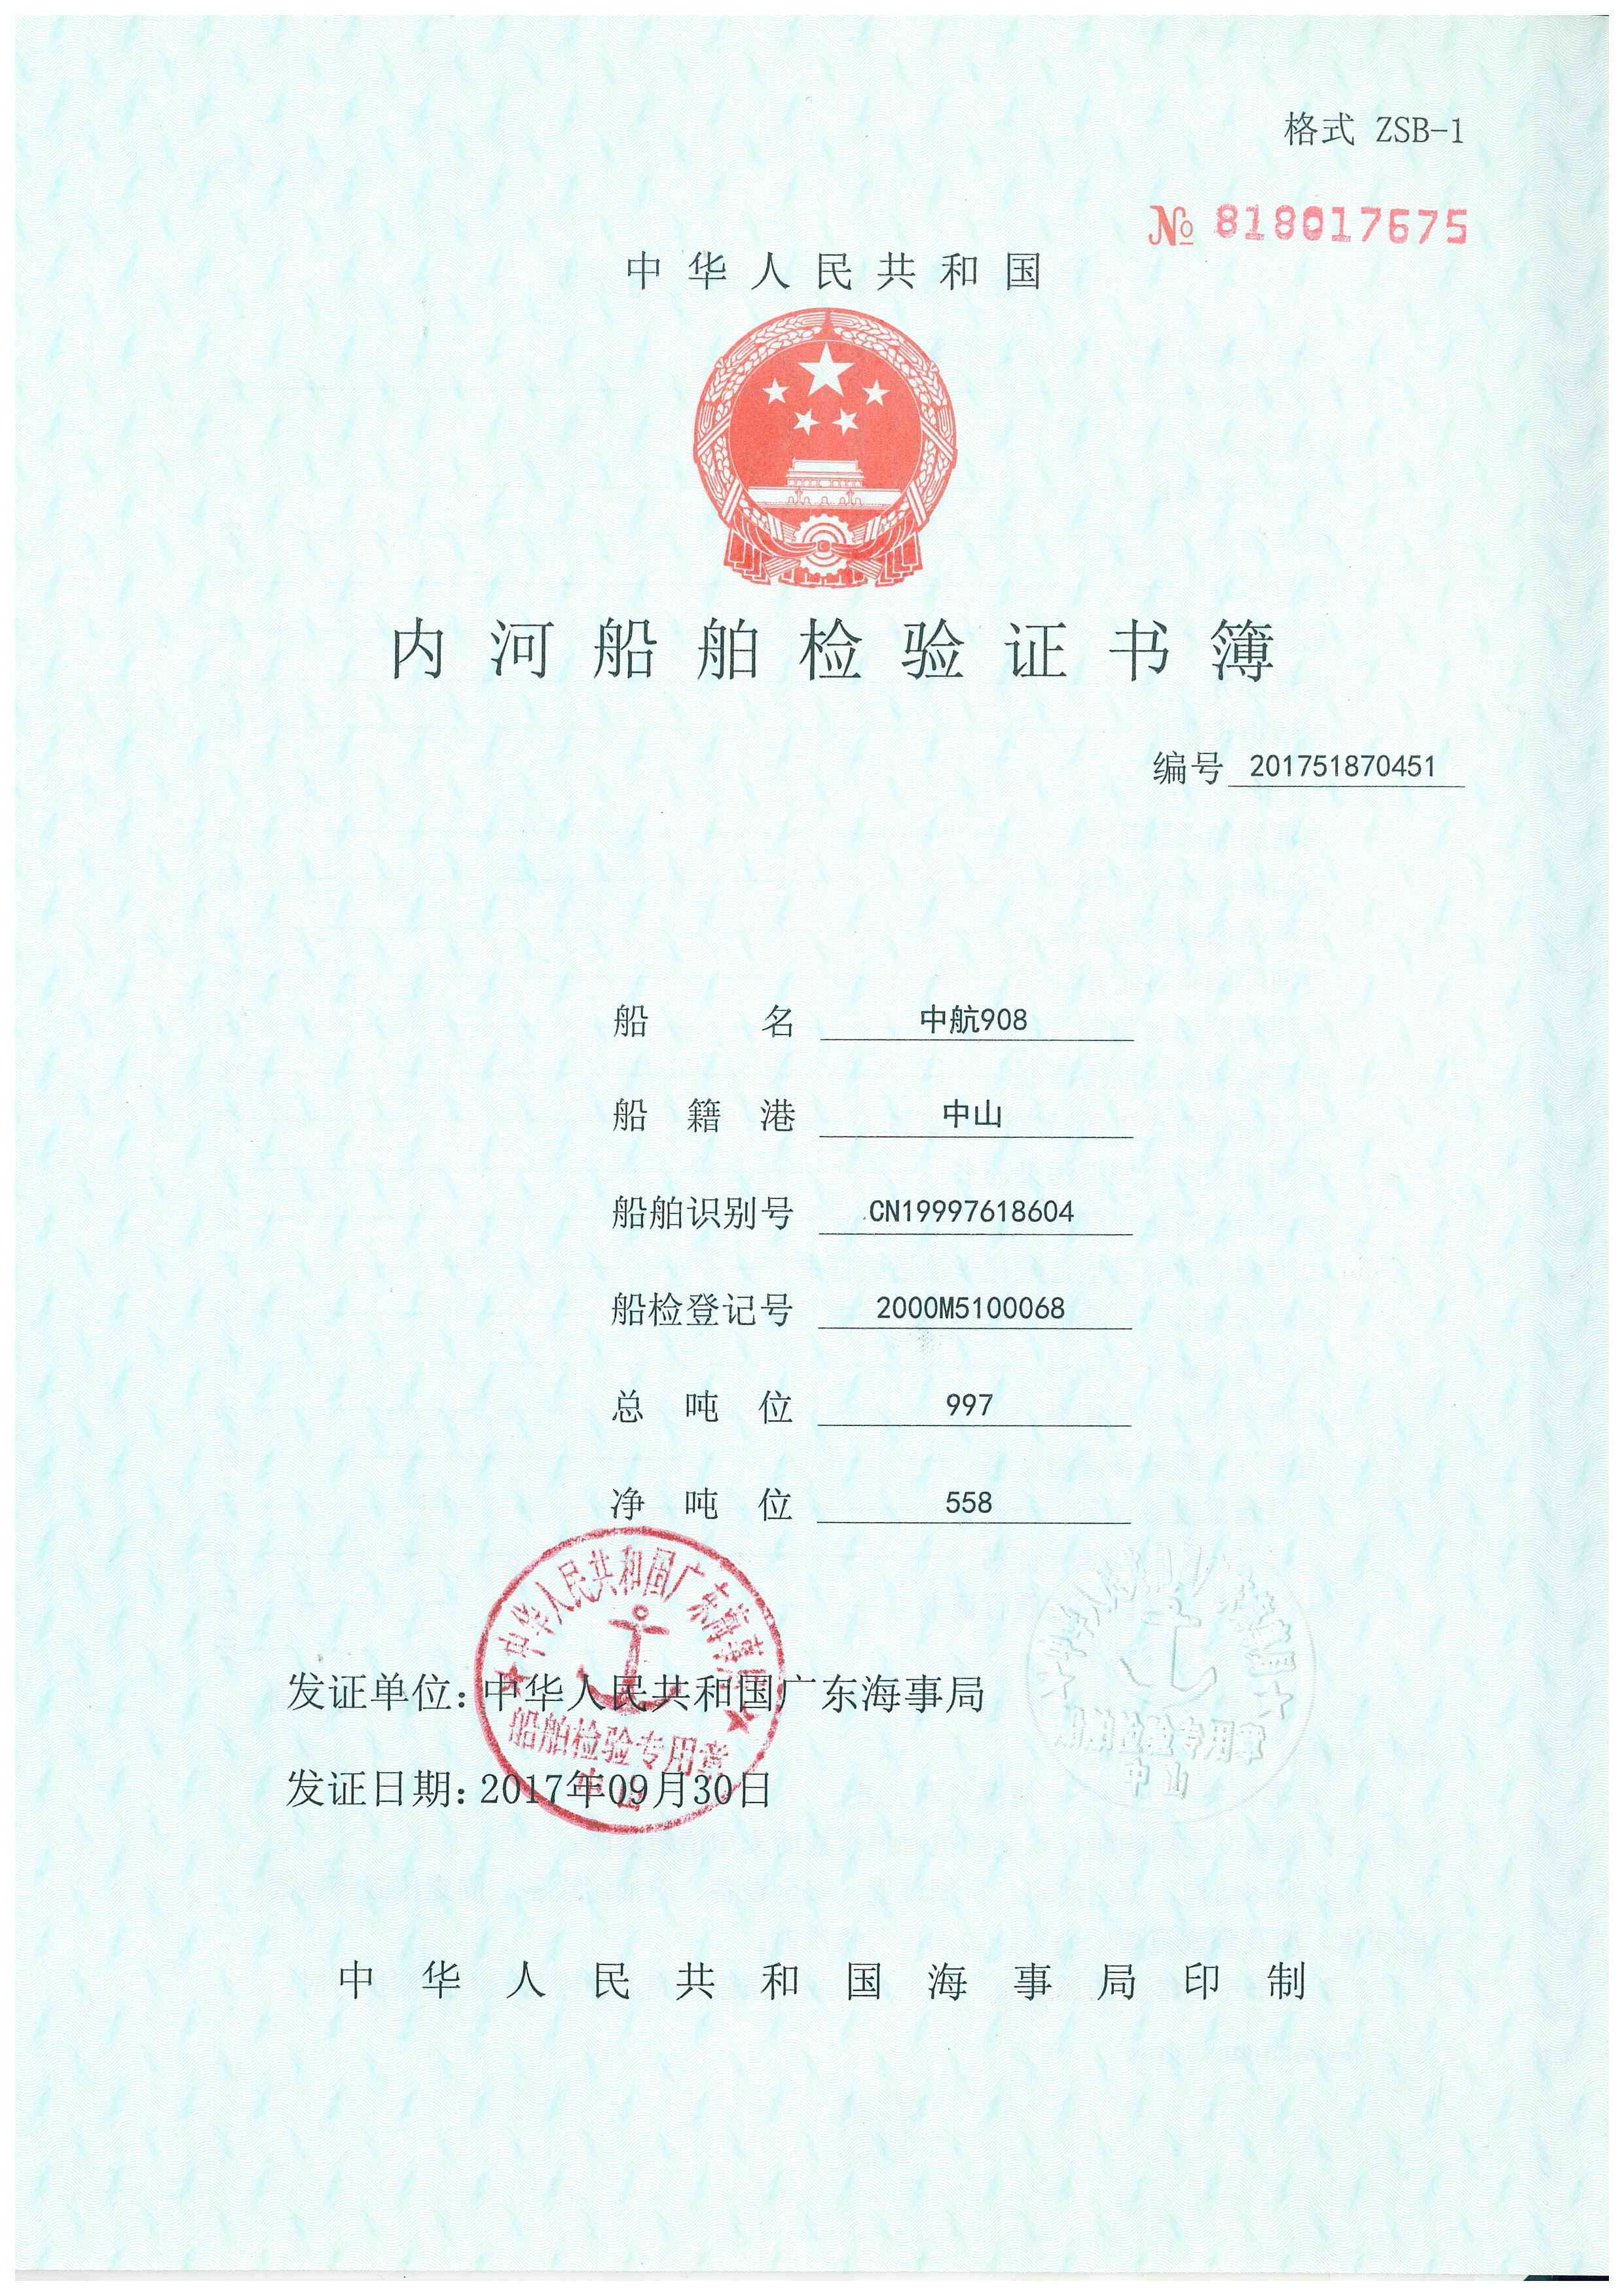 格式 ZSB-1
№ 818017675
中华人民共和国
内河船舶检验证书簿
编号 201751870451
船名 中航908
船籍港 中山
船舶识别号 CN19997618604
船检登记号 2000M5100068
总吨位 997
净吨位 558
中华人民共和国广东海事局
船舶检验专用章
中山
发证单位：中华人民共和国广东海事局
发证日期：2017年09月30日
船舶检验专用章
中山
中华人民共和国海事局印制